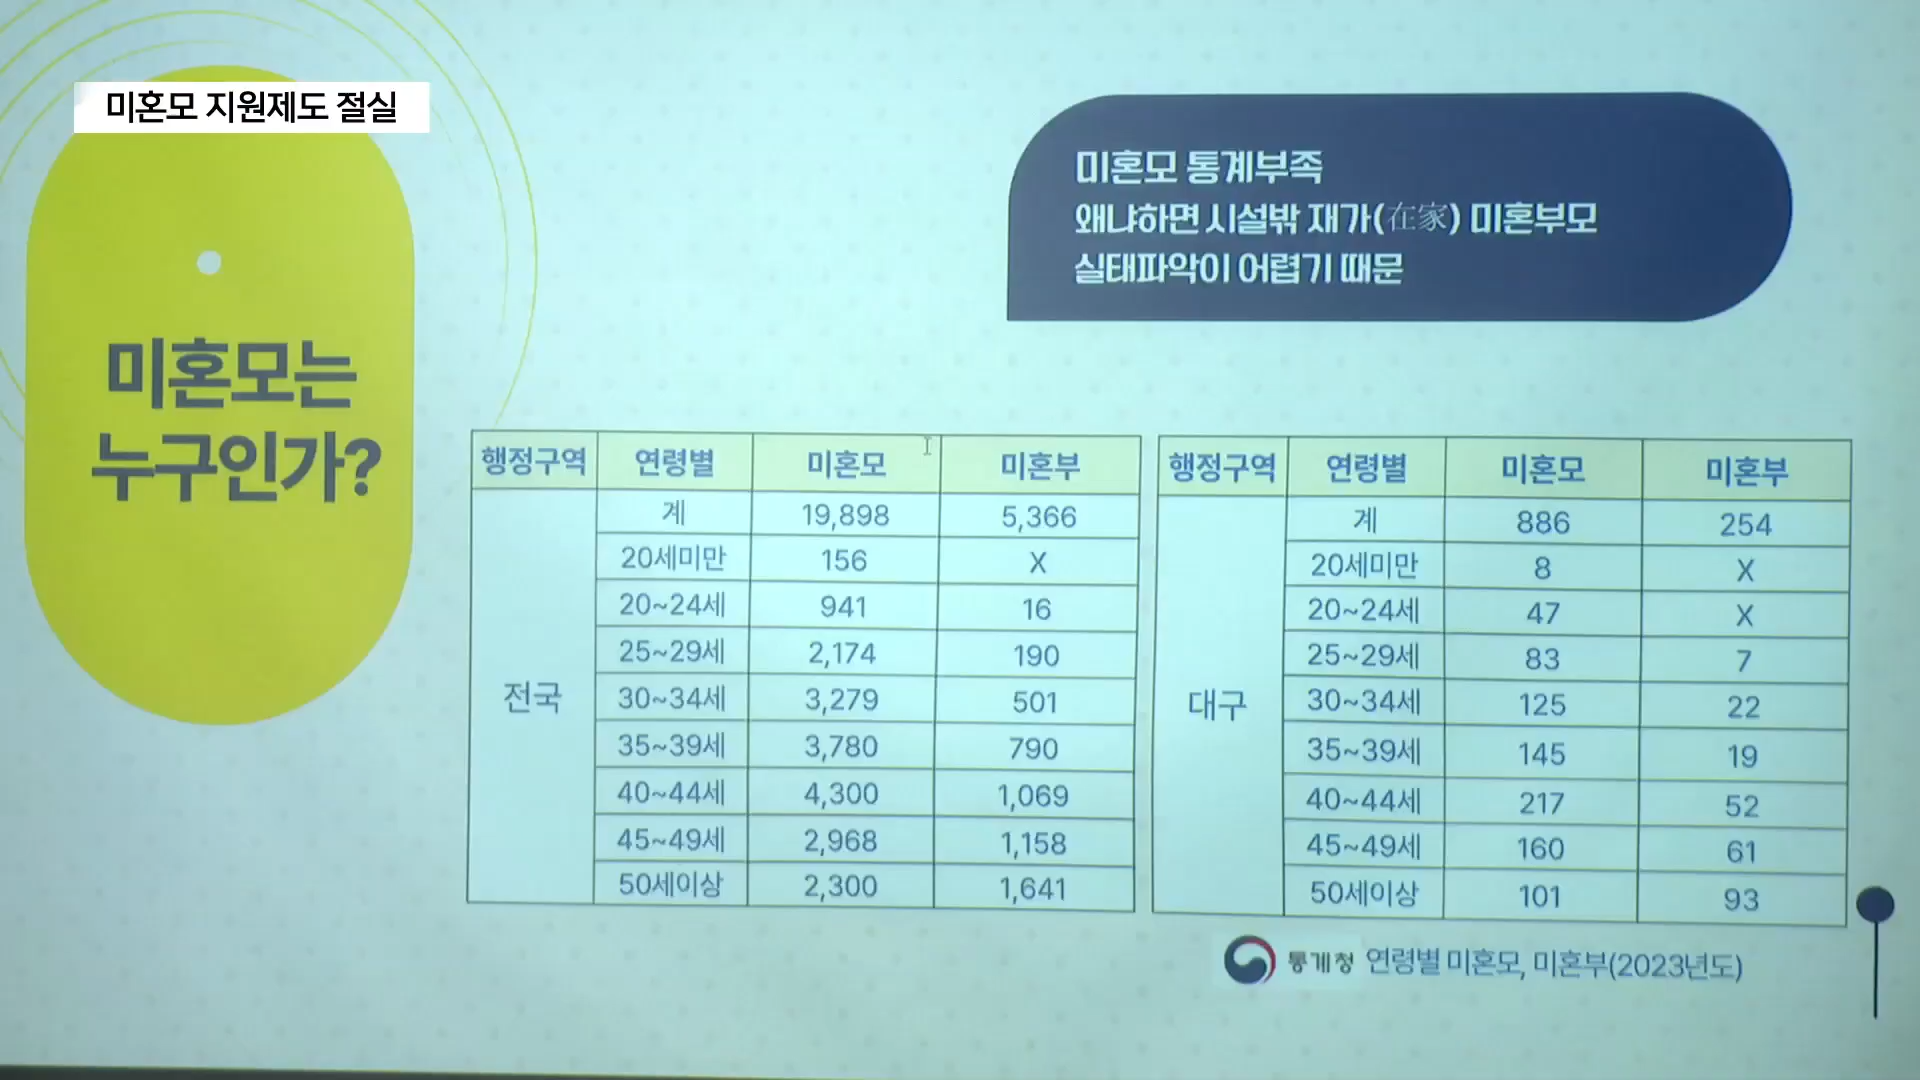 미혼모 지원제도 절실
미혼모는
누구인가?
미혼모 통계부족
왜냐하면 시설밖 재가(在家) 미혼부모
실태파악이 어렵기 때문
행정구역 연령별 미혼모 미혼부
전국
계 19,898 5,366
20세미만 156 X
20~24세 941 16
25~29세 2,174 190
30~34세 3,279 501
35~39세 3,780 790
40~44세 4,300 1,069
45~49세 2,968 1,158
50세이상 2,300 1,641
행정구역 연령별 미혼모 미혼부
대구
계 886 254
20세미만 8 X
20~24세 47 X
25~29세 83 7
30~34세 125 22
35~39세 145 19
40~44세 217 52
45~49세 160 61
50세이상 101 93
통계청 연령별 미혼모, 미혼부(2023년도)